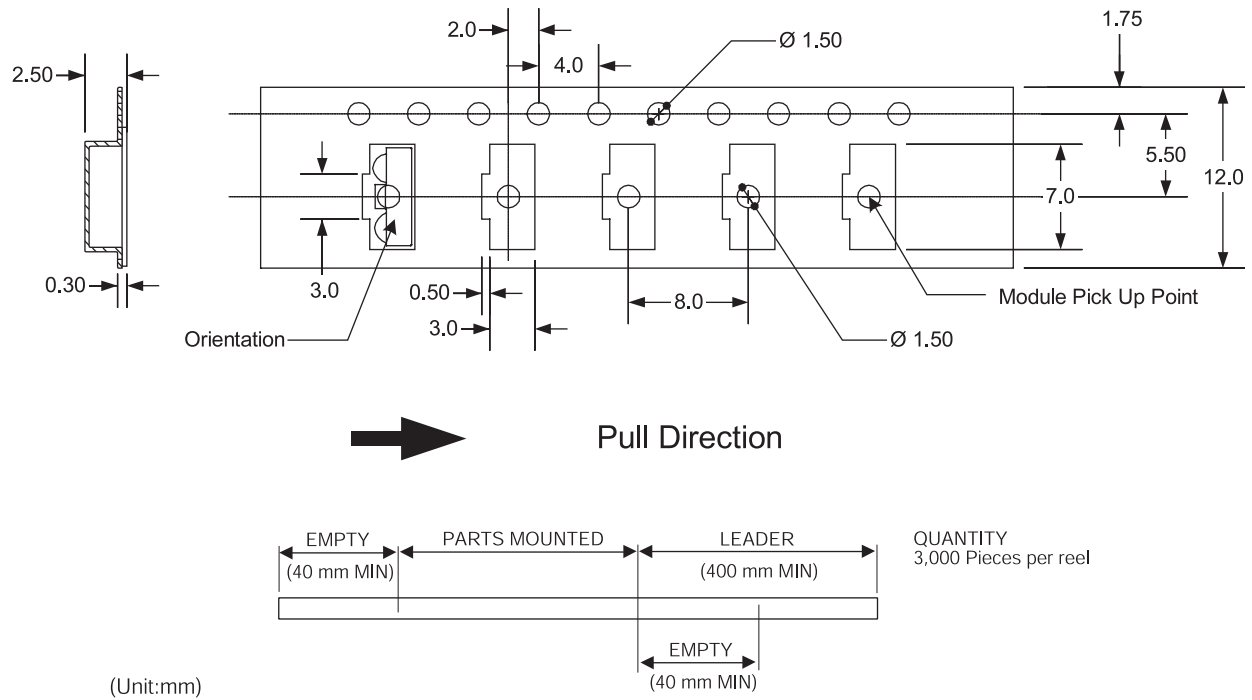 1.75
2.0
Ø 1.50
4.0
2.50
5.50
12.0
7.0
0.30
3.0
0.50
8.0
Module Pick Up Point
3.0
Orientation
Ø 1.50
Pull Direction
EMPTY
(40 mm MIN)
PARTS MOUNTED
LEADER
(400 mm MIN)
QUANTITY
3,000 Pieces per reel
EMPTY
(40 mm MIN)
(Unit:mm)